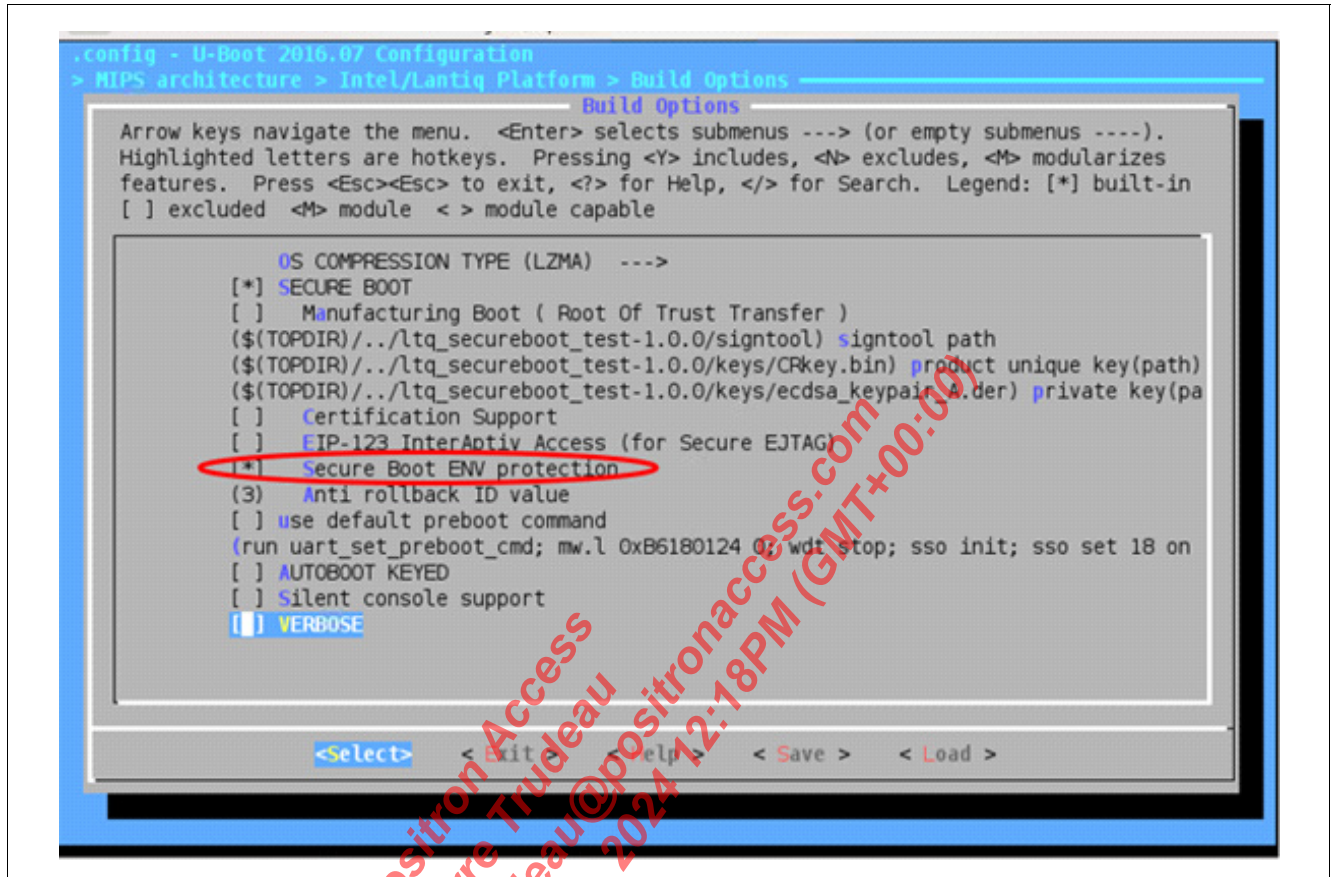 .config - U-Boot 2016.07 Configuration
> MIPS architecture > Intel/Lantiq Platform > Build Options
Build Options
Arrow keys navigate the menu. <Enter> selects submenus ---> (or empty submenus ----).
Highlighted letters are hotkeys. Pressing <Y> includes, <N> excludes, <M> modularizes
features. Press <Esc><Esc> to exit, <?> for Help, </> for Search. Legend: [*] built-in
[ ] excluded <M> module < > module capable
OS COMPRESSION TYPE (LZMA) --->
[*] SECURE BOOT
[ ] Manufacturing Boot ( Root Of Trust Transfer )
($(TOPDIR)/../ltq_secureboot_test-1.0.0/signtool) signtool path
($(TOPDIR)/../ltq_secureboot_test-1.0.0/keys/CRkey.bin) product unique key(path)
($(TOPDIR)/../ltq_secureboot_test-1.0.0/keys/ecdsa_keypair_A.der) private key(pa
[ ] Certification Support
[ ] EIP-123 InterAptiv Access (for Secure EJTAG)
[*] Secure Boot ENV protection
(3) Anti rollback ID value
[ ] use default preboot command
(run uart_set_preboot_cmd; mw.l 0xB6180124 0; wdt stop; sso init; sso set 18 on
[ ] AUTOBOOT KEYED
[ ] Silent console support
[ ] VERBOSE
<Select> < Exit > < Help > < Save > < Load >
sitron Access
re Trudeau
deau@positronaccess.com
2024 12:18PM (GMT+00:00)